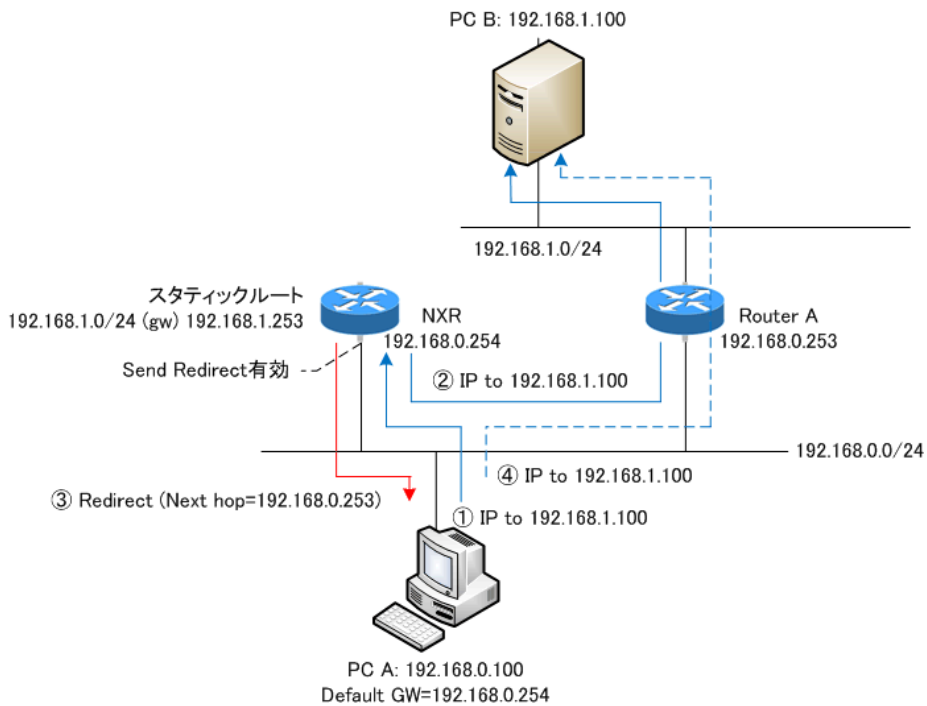 PC B: 192.168.1.100
192.168.1.0/24
スタティックルート
192.168.1.0/24 (gw) 192.168.1.253
NXR
192.168.0.254
Router A
192.168.0.253
Send Redirect有効
② IP to 192.168.1.100
192.168.0.0/24
④ IP to 192.168.1.100
③ Redirect (Next hop=192.168.0.253)
① IP to 192.168.1.100
PC A: 192.168.0.100
Default GW=192.168.0.254